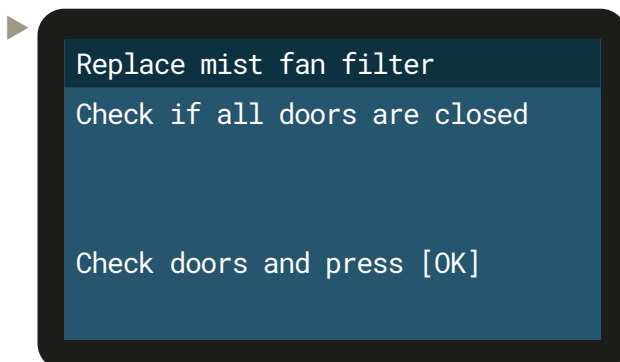 Replace mist fan filter
Check if all doors are closed
Check doors and press [OK]